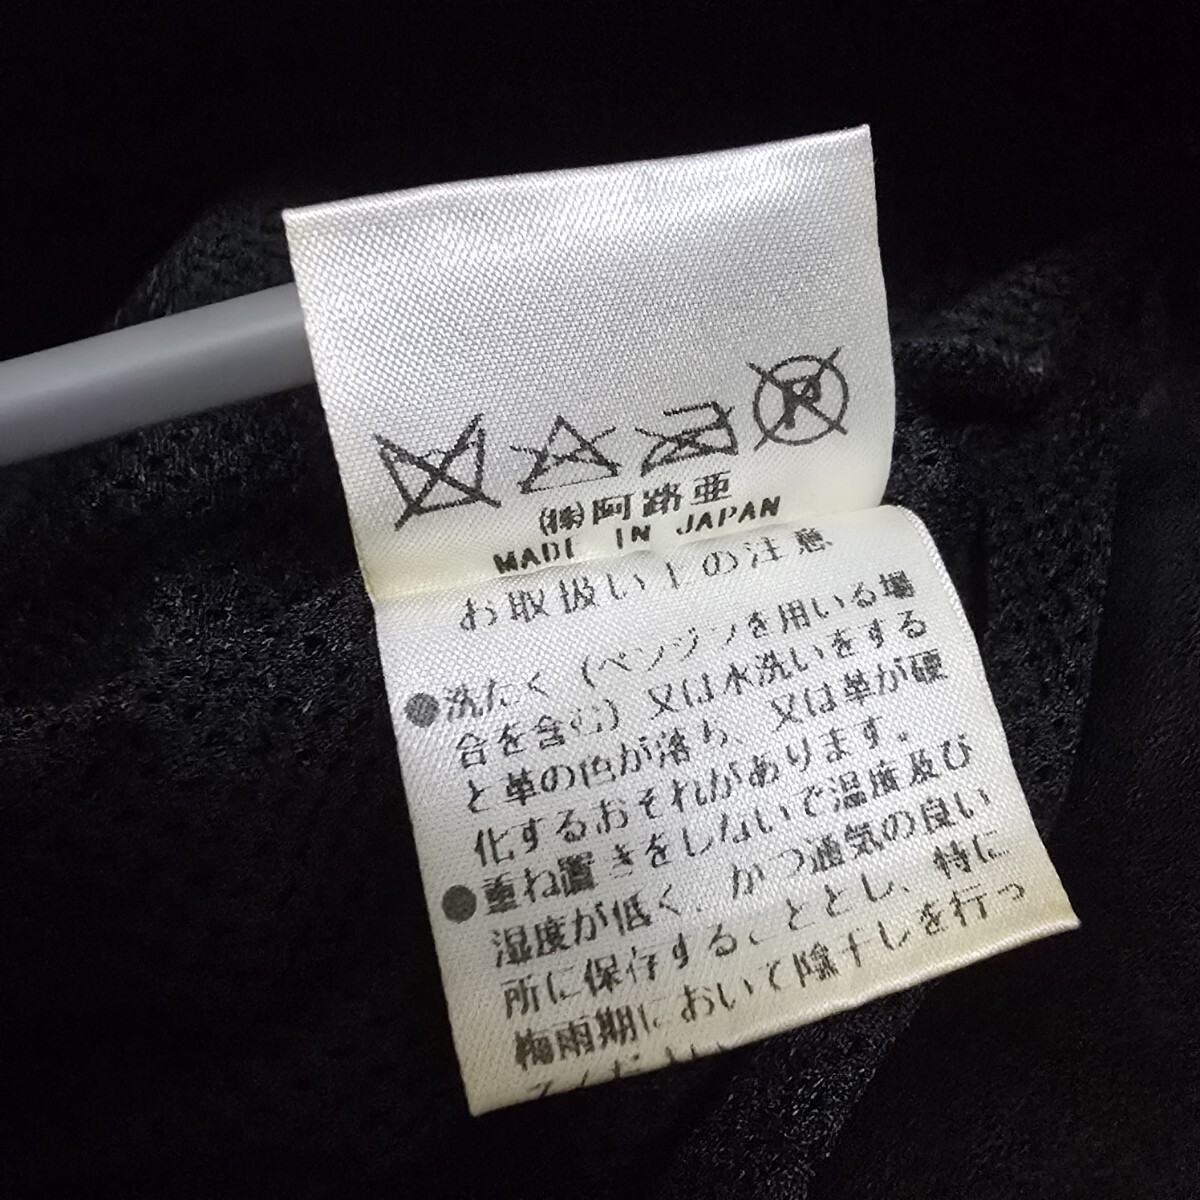 P
㈱阿路亜
MADE IN JAPAN
お取扱い上の注意
●洗たく(ベンジンを用いる場
合を含む)又は水洗いをする
と革の色が落ち、又は革が硬
化するおそれがあります。
●重ね置きをしないで温度及び
湿度が低く、かつ通気の良い
所に保存することとし、特に
梅雨期において陰干しを行っ
てください